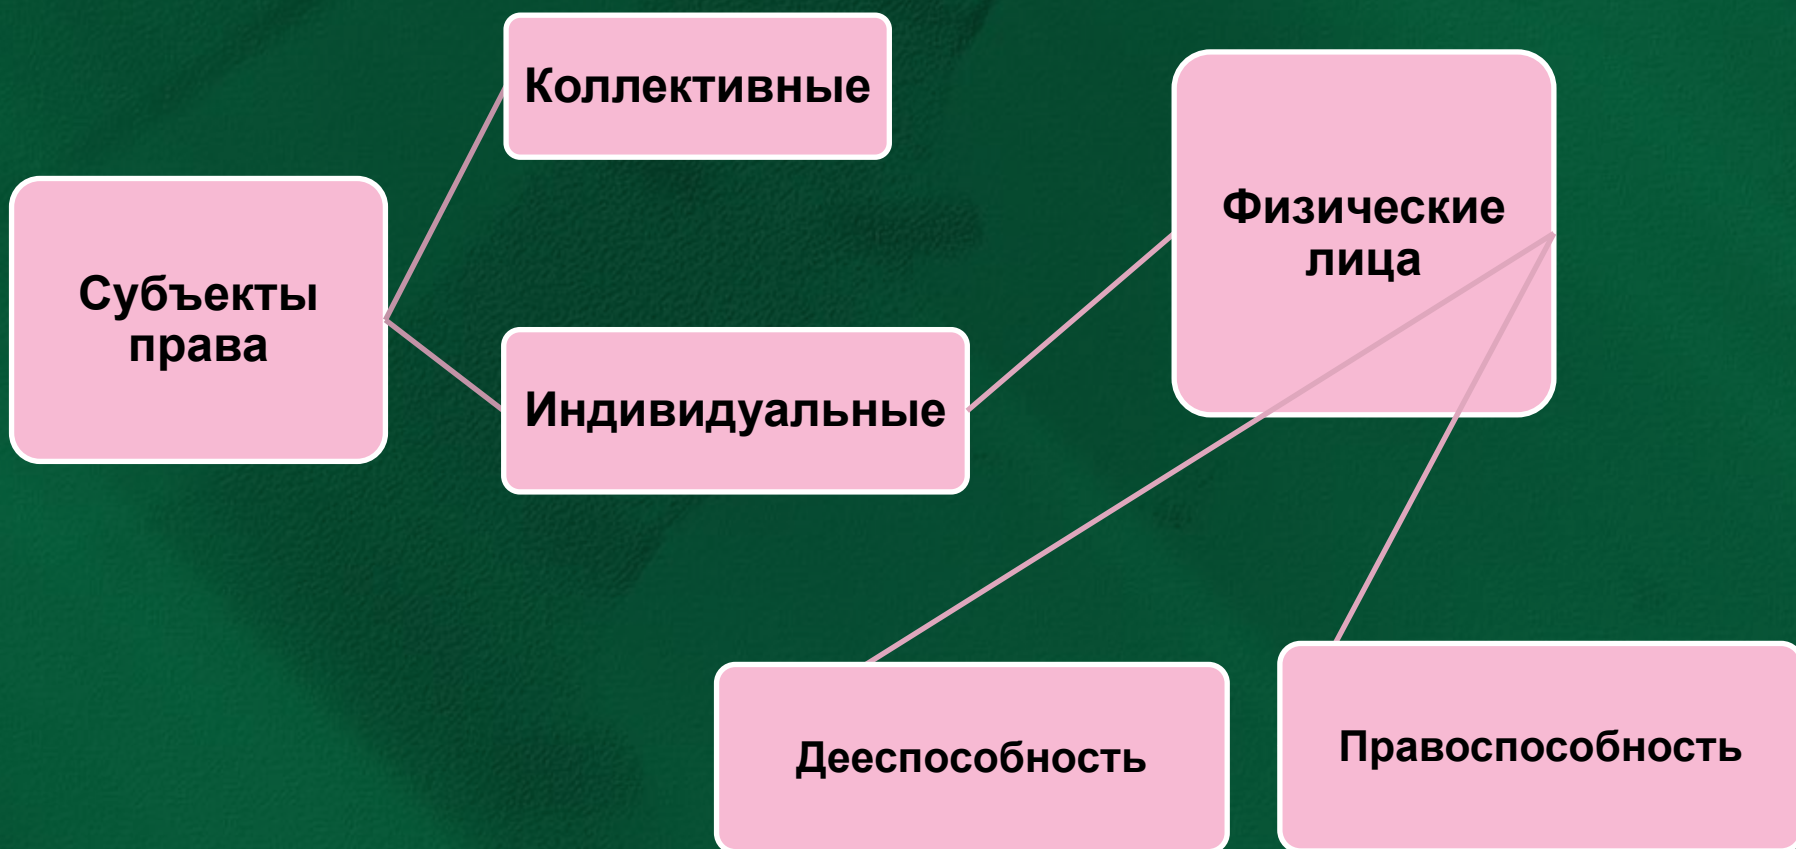 Коллективные
Физические
лица
Субъекты
права
Индивидуальные
Дееспособность
Правоспособность